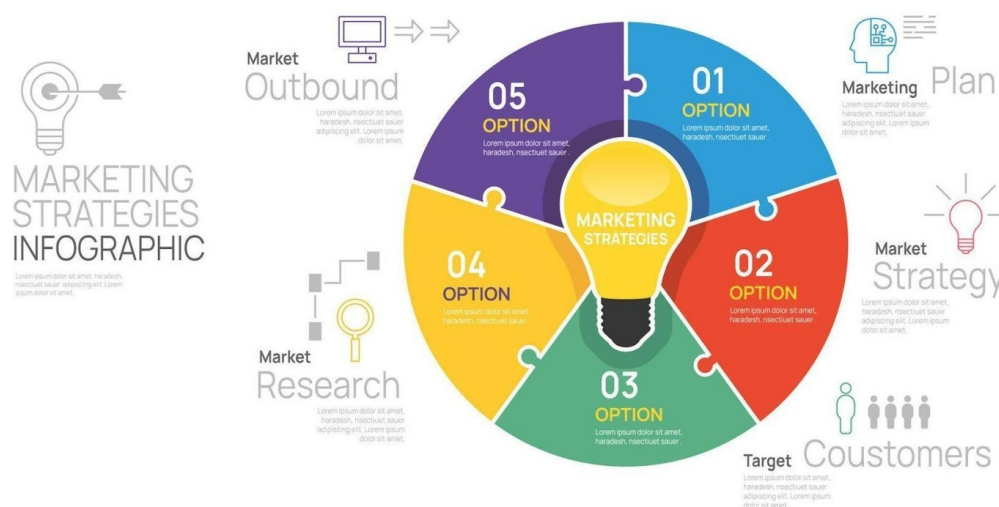 MARKETING
STRATEGIES
INFOGRAPHIC
Lorem ipsum dolor sit amet, haradesh,
nsectiuet sauer adipiscing elit. Lorem
ipsum dolor sit amet,
Market
Outbound
Lorem ipsum dolor sit amet,
haradesh, nsectiuet sauer
adipiscing elit. Lorem ipsum
dolor sit amet.
05
OPTION
Lorem ipsum dolor sit amet,
haradesh, nsectiuet sauer .
01
OPTION
Lorem ipsum dolor sit amet,
haradesh, nsectiuet sauer .
Marketing Plan
Lorem ipsum dolor sit amet,
haradesh, nsectiuet sauer
adipiscing elit. Lorem ipsum
dolor sit amet.
MARKETING
STRATEGIES
04
OPTION
Lorem ipsum dolor sit amet,
haradesh, nsectiuet sauer .
02
OPTION
Lorem ipsum dolor sit amet,
haradesh, nsectiuet sauer .
Market
Strategy
Lorem ipsum dolor sit amet,
haradesh, nsectiuet sauer
adipiscing elit. Lorem ipsum
dolor sit amet.
Market
Research
Lorem ipsum dolor sit amet,
haradesh, nsectiuet sauer
adipiscing elit. Lorem ipsum
dolor sit amet.
03
OPTION
Lorem ipsum dolor sit amet,
haradesh, nsectiuet sauer .
Target Coustomers
Lorem ipsum dolor sit amet,
haradesh, nsectiuet sauer
adipiscing elit. Lorem ipsum
dolor sit amet.